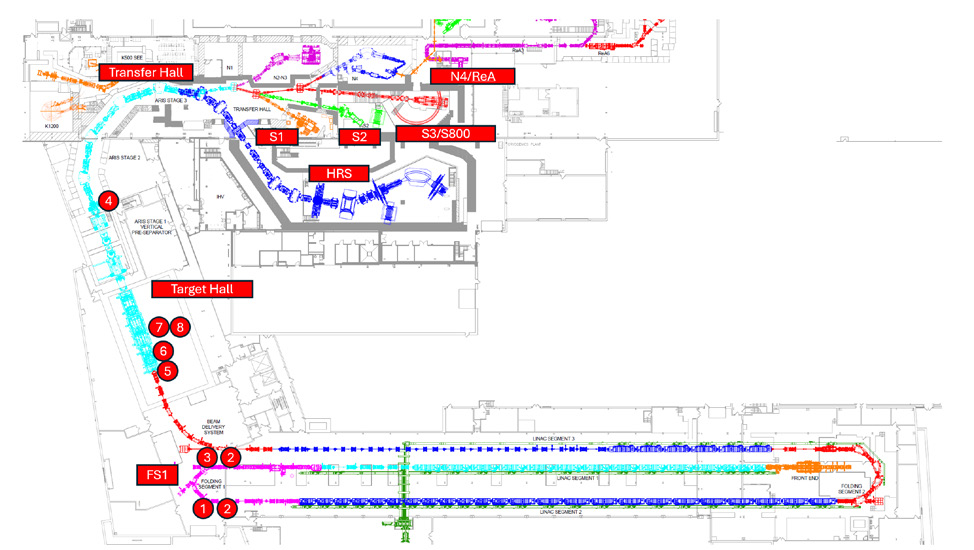 K500 SEE
N1
N2-N3
N4
ReA6
Transfer Hall
N4/ReA
ARIS STAGE 3
TRANSFER HALL
K1200
S1
S2
S3/S800
PROVIDENCE PLANT
ARIS STAGE 2
HRS
IHV
4
ARIS STAGE 1
VERTICAL
PRE-SEPARATOR
Target Hall
7
8
6
5
BEAM
DELIVERY
SYSTEM
LINAC SEGMENT 3
3
2
FS1
FOLDING
SEGMENT 1
LINAC SEGMENT 1
FRONT END
FOLDING
SEGMENT 2
1
2
LINAC SEGMENT 2